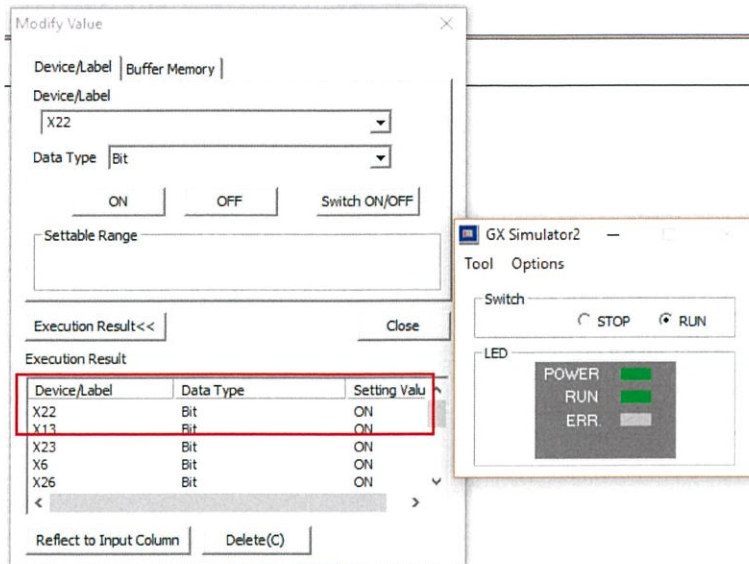 Modify Value
Device/Label Buffer Memory
Device/Label
X22
Data Type Bit
ON OFF Switch ON/OFF
Settable Range
Execution Result<< Close
Execution Result
Device/Label Data Type Setting Valu
X22 Bit ON
X13 Bit ON
X23 Bit ON
X6 Bit ON
X26 Bit ON
Reflect to Input Column Delete(C)
GX Simulator2
Tool Options
Switch
STOP RUN
LED
POWER
RUN
ERR.